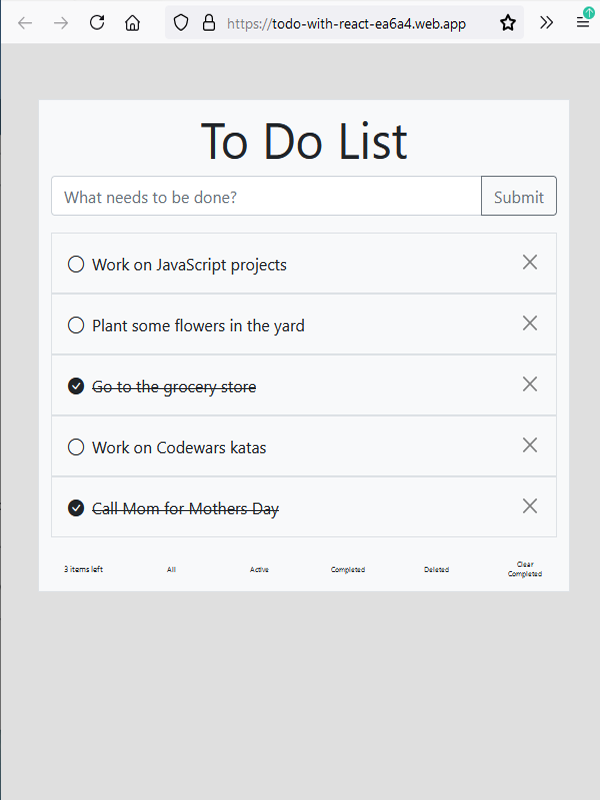 https://todo-with-react-ea6a4.web.app
To Do List
What needs to be done?
Submit
Work on JavaScript projects
Plant some flowers in the yard
Go to the grocery store
Work on Codewars katas
Call Mom for Mothers Day
3 items left
All
Active
Completed
Deleted
Clear
Completed